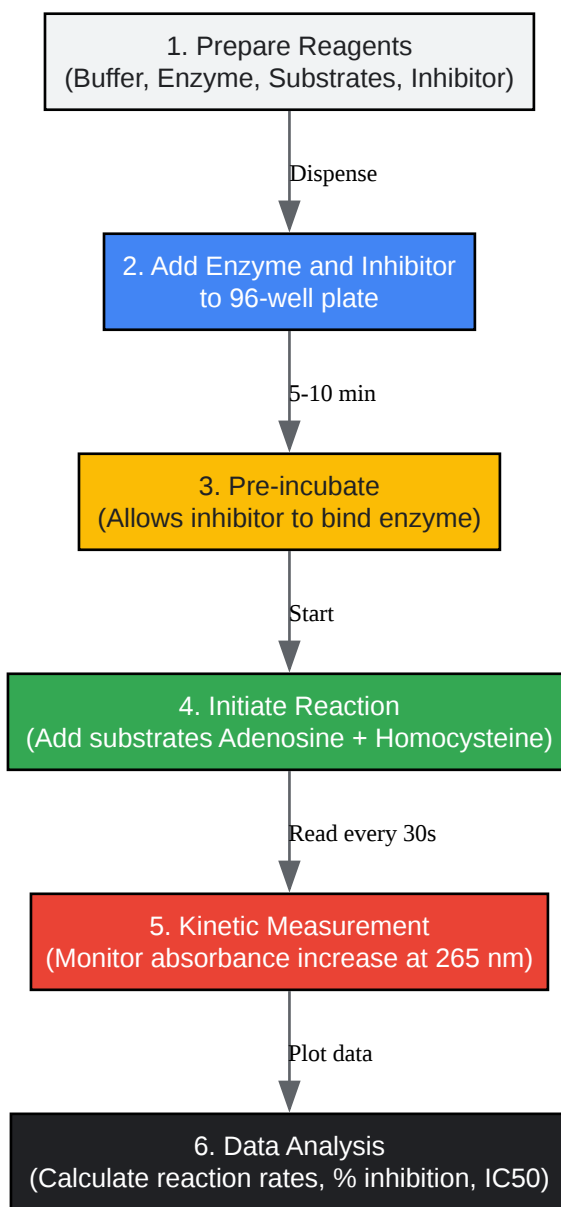 1. Prepare Reagents
(Buffer, Enzyme, Substrates, Inhibitor)
Dispense
2. Add Enzyme and Inhibitor
to 96-well plate
5-10 min
3. Pre-incubate
(Allows inhibitor to bind enzyme)
Start
4. Initiate Reaction
(Add substrates Adenosine + Homocysteine)
Read every 30s
5. Kinetic Measurement
(Monitor absorbance increase at 265 nm)
Plot data
6. Data Analysis
(Calculate reaction rates, % inhibition, IC50)